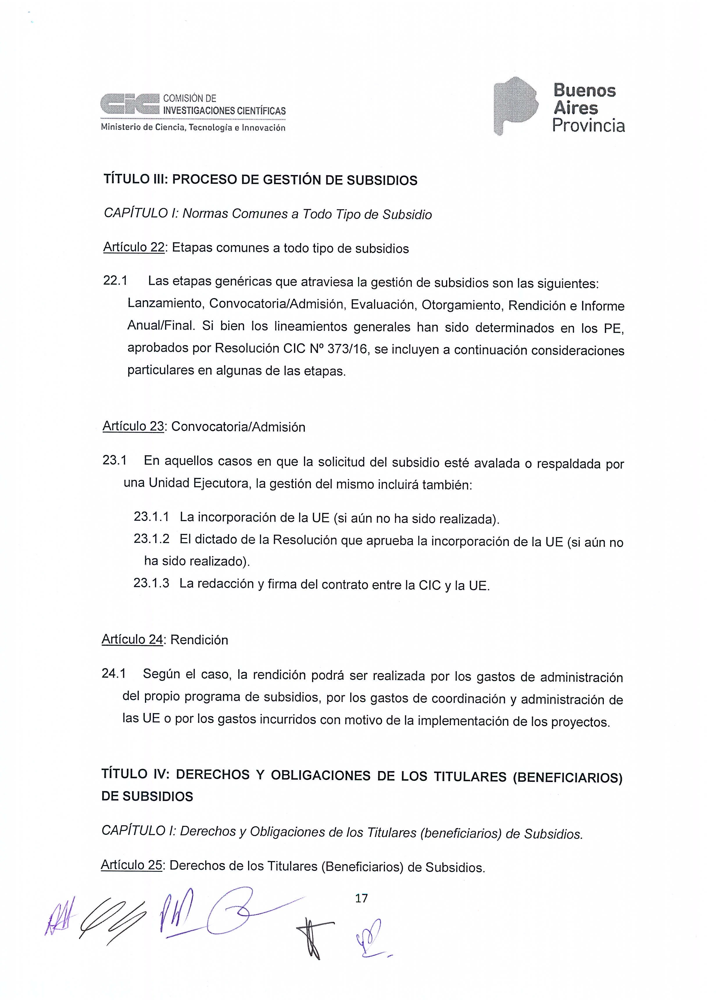 CIC COMISIÓN DE
INVESTIGACIONES CIENTÍFICAS
Ministerio de Ciencia, Tecnología e Innovación
Buenos
Aires
Provincia
TÍTULO III: PROCESO DE GESTIÓN DE SUBSIDIOS
CAPÍTULO I: Normas Comunes a Todo Tipo de Subsidio
Artículo 22: Etapas comunes a todo tipo de subsidios
22.1 Las etapas genéricas que atraviesa la gestión de subsidios son las siguientes:
Lanzamiento, Convocatoria/Admisión, Evaluación, Otorgamiento, Rendición e Informe
Anual/Final. Si bien los lineamientos generales han sido determinados en los PE,
aprobados por Resolución CIC Nº 373/16, se incluyen a continuación consideraciones
particulares en algunas de las etapas.
Artículo 23: Convocatoria/Admisión
23.1 En aquellos casos en que la solicitud del subsidio esté avalada o respaldada por
una Unidad Ejecutora, la gestión del mismo incluirá también:
23.1.1 La incorporación de la UE (si aún no ha sido realizada).
23.1.2 El dictado de la Resolución que aprueba la incorporación de la UE (si aún no
ha sido realizado).
23.1.3 La redacción y firma del contrato entre la CIC y la UE.
Artículo 24: Rendición
24.1 Según el caso, la rendición podrá ser realizada por los gastos de administración
del propio programa de subsidios, por los gastos de coordinación y administración de
las UE o por los gastos incurridos con motivo de la implementación de los proyectos.
TÍTULO IV: DERECHOS Y OBLIGACIONES DE LOS TITULARES (BENEFICIARIOS)
DE SUBSIDIOS
CAPÍTULO I: Derechos y Obligaciones de los Titulares (beneficiarios) de Subsidios.
Artículo 25: Derechos de los Titulares (Beneficiarios) de Subsidios.
17